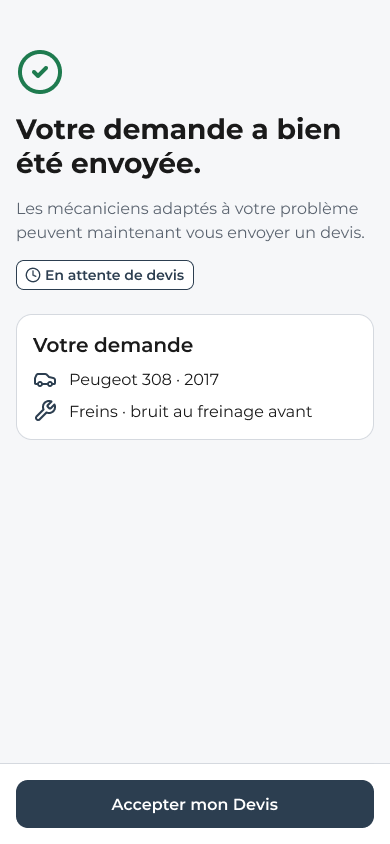 Votre demande a bien
été envoyée.
Les mécaniciens adaptés à votre problème
peuvent maintenant vous envoyer un devis.
En attente de devis
Votre demande
Peugeot 308 · 2017
Freins · bruit au freinage avant
Accepter mon Devis